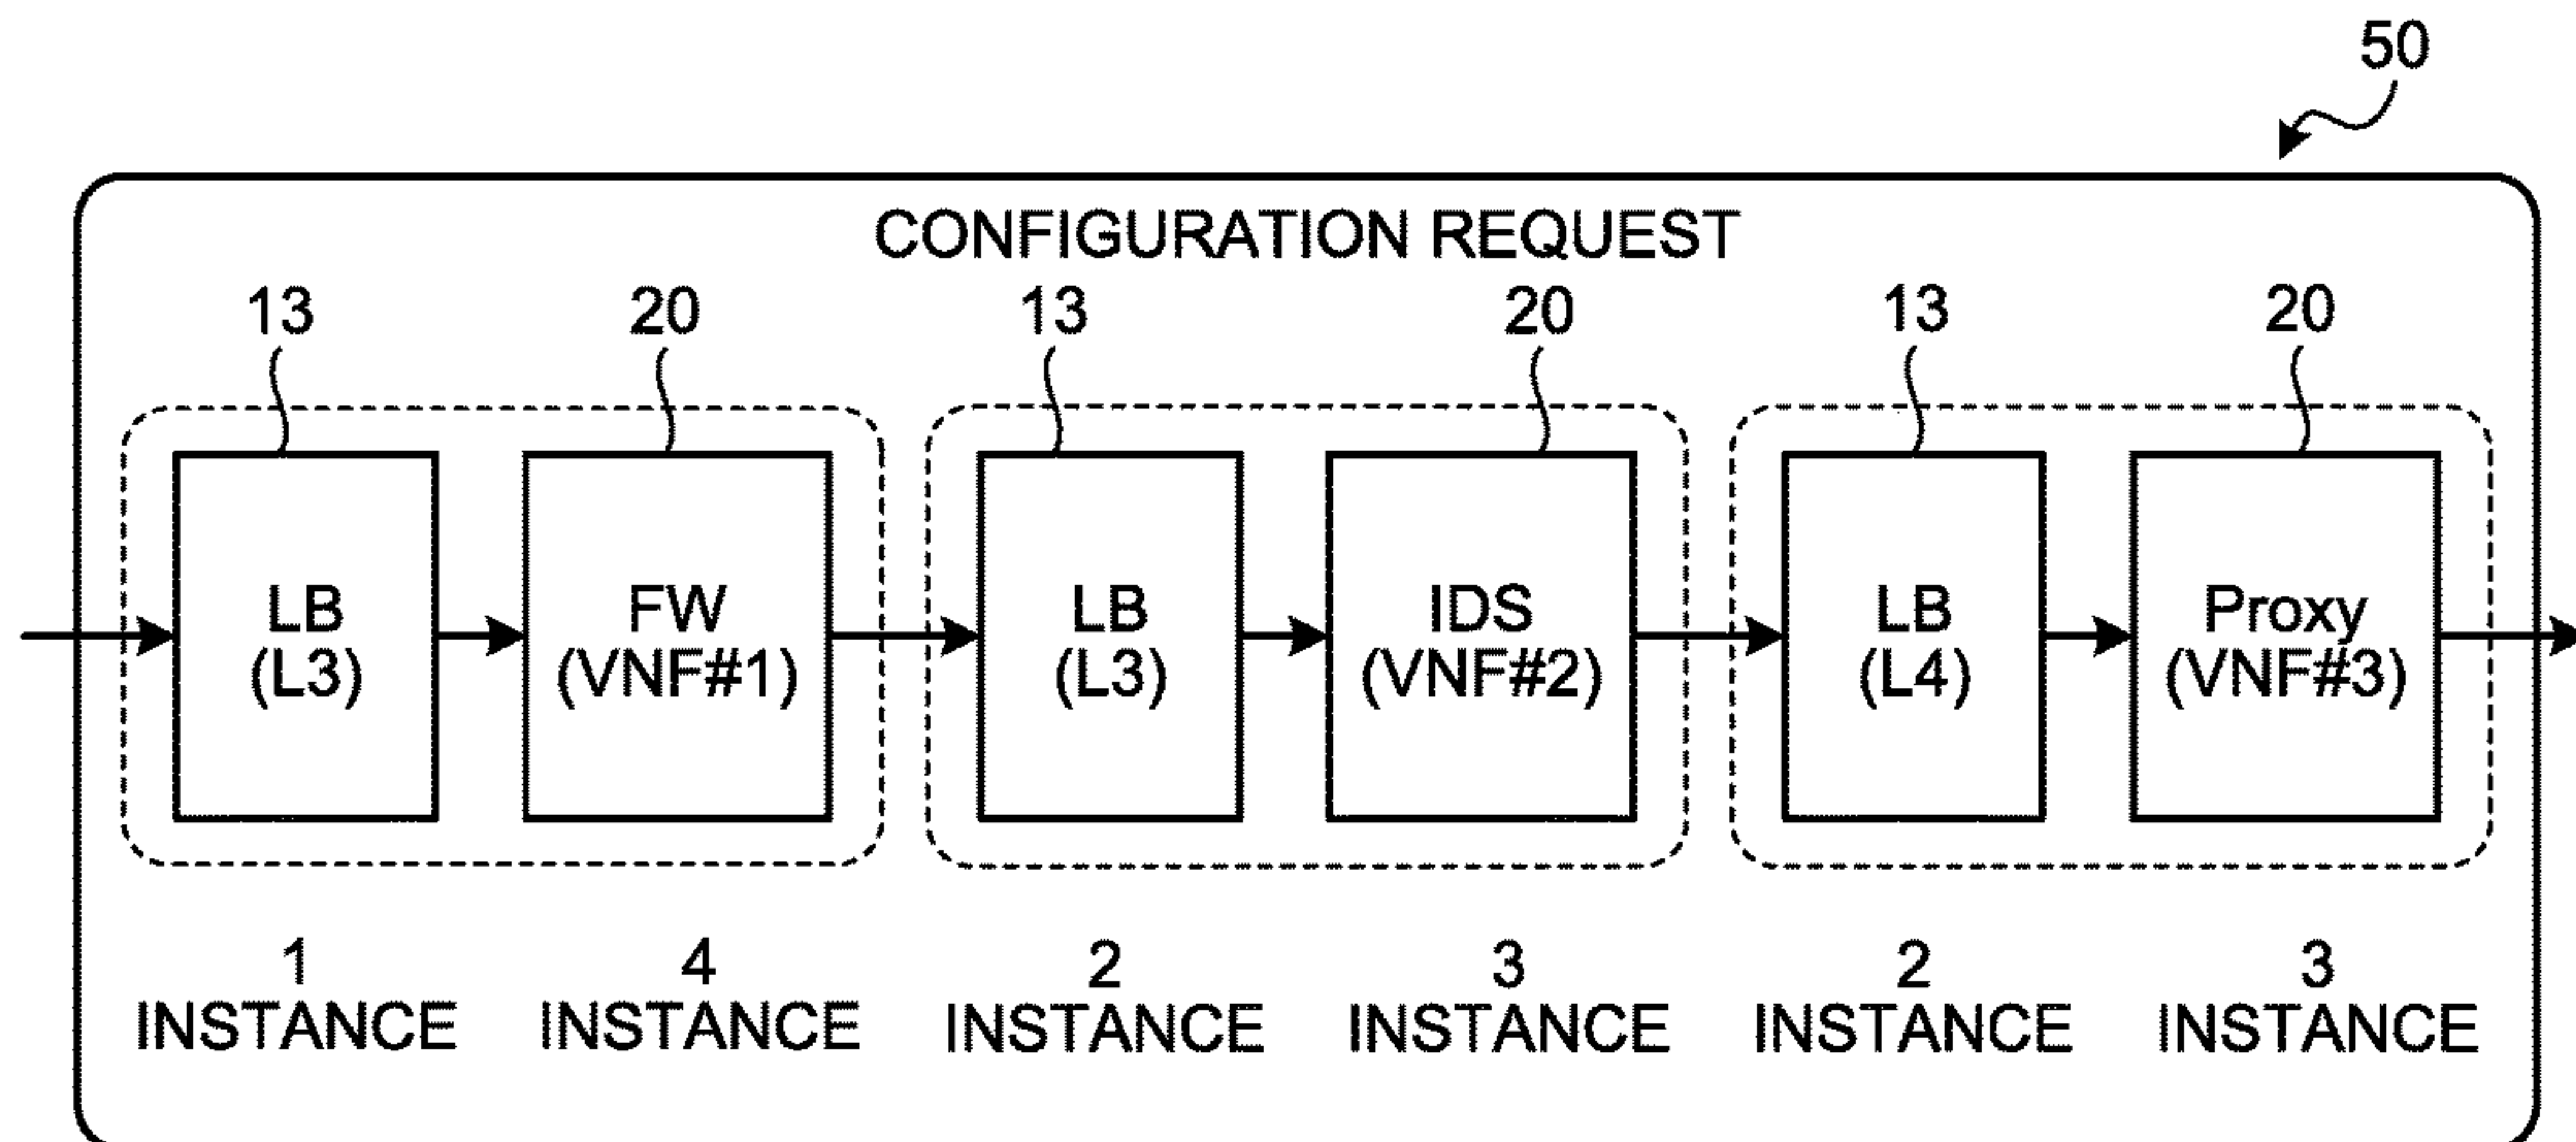 50
CONFIGURATION REQUEST
13 20 13 20 13 20
LB FW LB IDS LB Proxy
(L3) (VNF#1) (L3) (VNF#2) (L4) (VNF#3)
1 4 2 3 2 3
INSTANCE INSTANCE INSTANCE INSTANCE INSTANCE INSTANCE